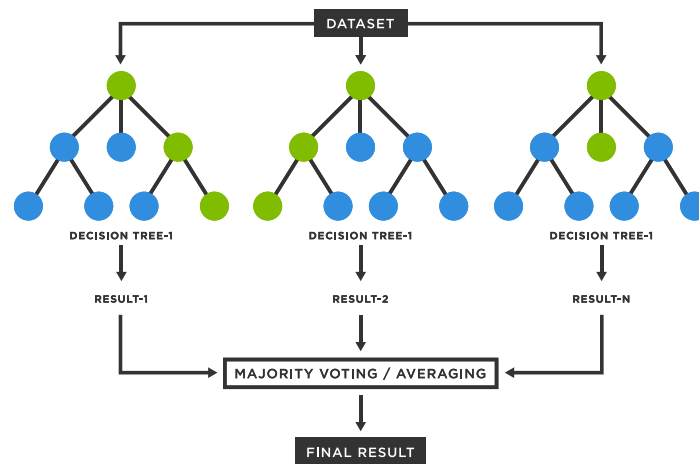 DATASET
DECISION TREE-1
DECISION TREE-1
DECISION TREE-1
RESULT-1
RESULT-2
RESULT-N
MAJORITY VOTING / AVERAGING
FINAL RESULT